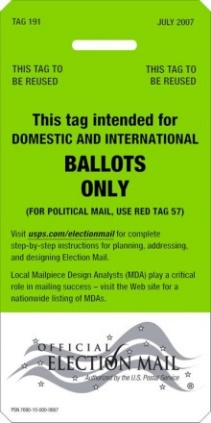 TAG 191 JULY 2007
THIS TAG TO THIS TAG TO
BE REUSED BE REUSED
This tag intended for
DOMESTIC AND INTERNATIONAL
BALLOTS
ONLY
(FOR POLITICAL MAIL, USE RED TAG 57)
Visit usps.com/electionmail for complete
step-by-step instructions for planning, addressing,
and designing Election Mail.
Local Mailpiece Design Analysts (MDA) play a critical
role in mailing success – visit the Web site for a
nationwide listing of MDAs.
OFFICIAL
ELECTION MAIL
Authorized by the U.S. Postal Service
®